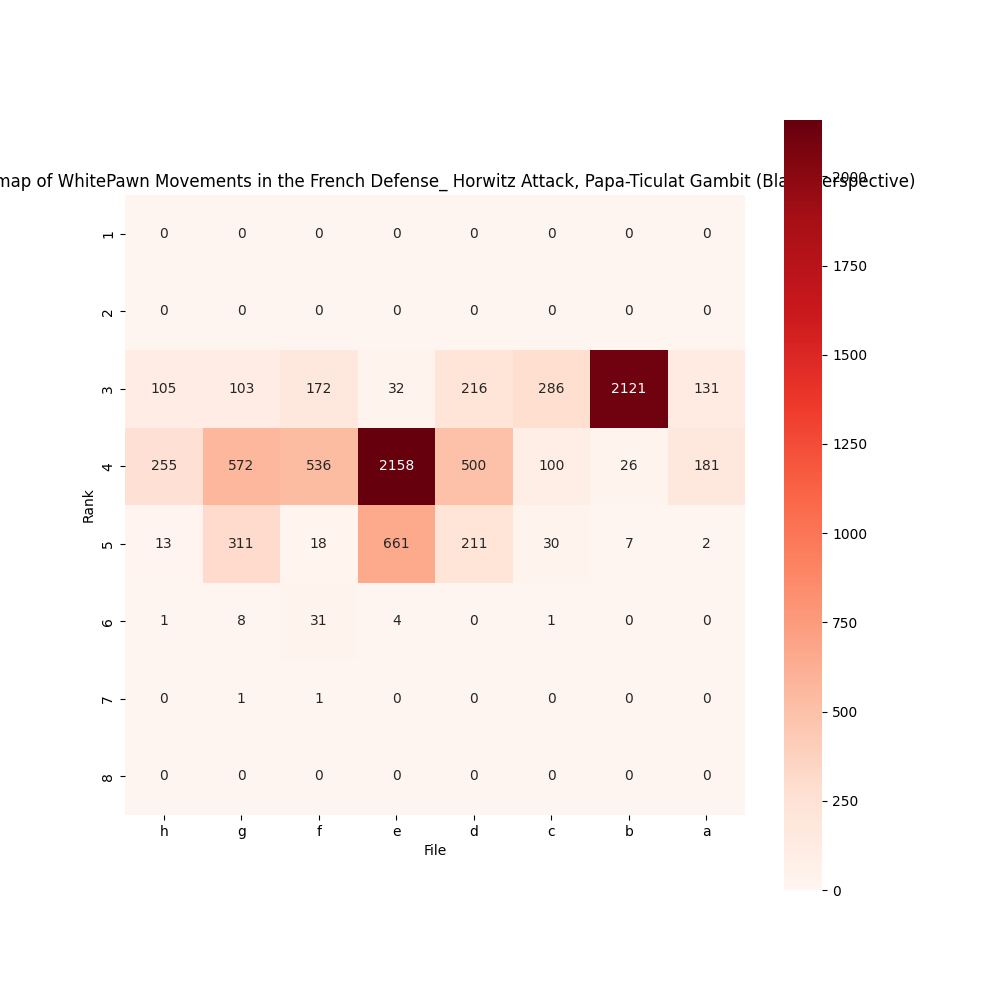 map of WhitePawn Movements in the French Defense_ Horwitz Attack, Papa-Ticulat Gambit (Bla erspective)
1 0 0 0 0 0 0 0 0
2 0 0 0 0 0 0 0 0
3 105 103 172 32 216 286 2121 131
4 255 572 536 2158 500 100 26 181
5 13 311 18 661 211 30 7 2
6 1 8 31 4 0 1 0 0
7 0 1 1 0 0 0 0 0
8 0 0 0 0 0 0 0 0
h g f e d c b a
File
Rank
2000
1750
1500
1250
1000
750
500
250
0